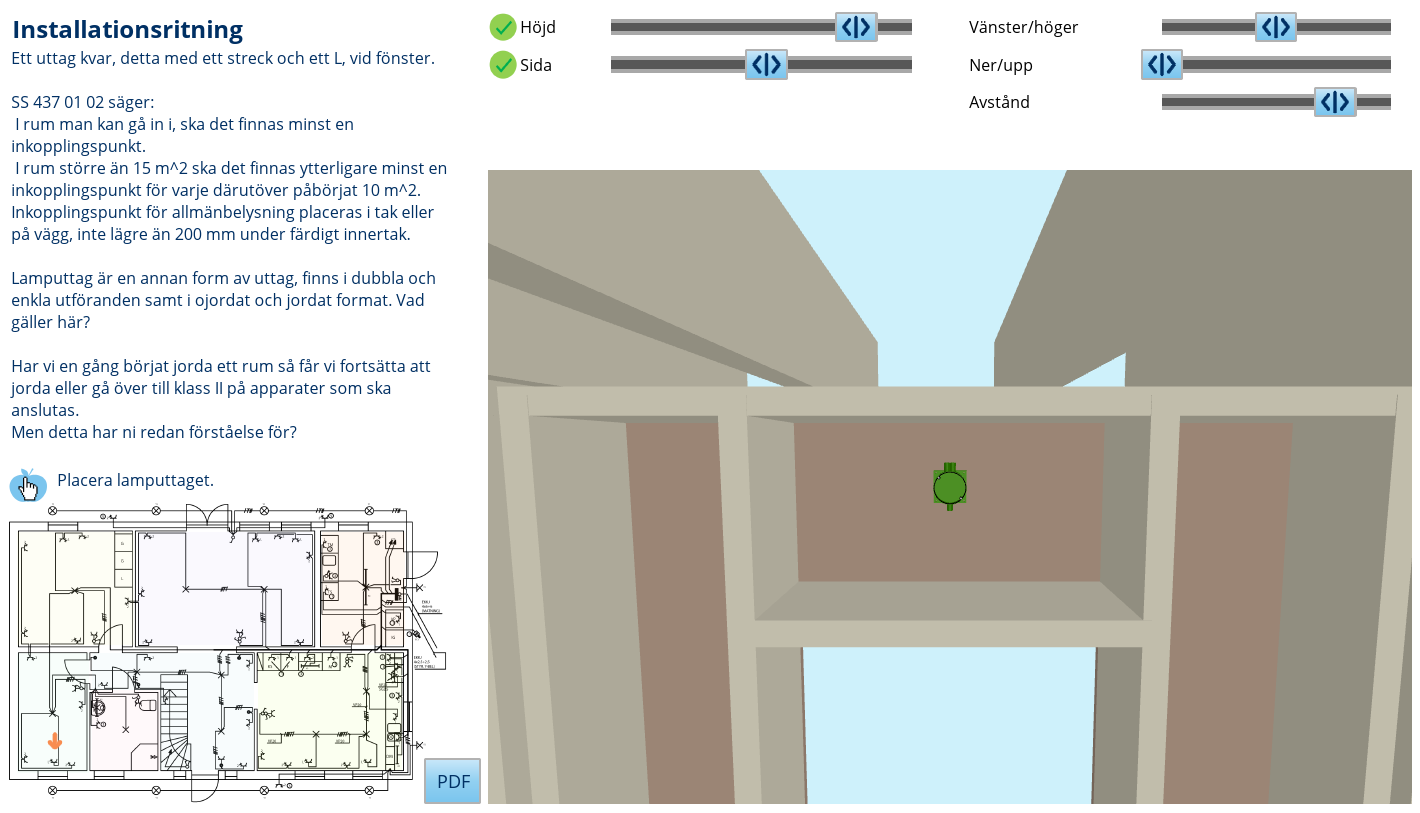 Installationsritning
Ett uttag kvar, detta med ett streck och ett L, vid fönster.
SS 437 01 02 säger:
I rum man kan gå in i, ska det finnas minst en
inkopplingspunkt.
I rum större än 15 m^2 ska det finnas ytterligare minst en
inkopplingspunkt för varje därutöver påbörjat 10 m^2.
Inkopplingspunkt för allmänbelysning placeras i tak eller
på vägg, inte lägre än 200 mm under färdigt innertak.
Lamputtag är en annan form av uttag, finns i dubbla och
enkla utföranden samt i ojordat och jordat format. Vad
gäller här?
Har vi en gång börjat jorda ett rum så får vi fortsätta att
jorda eller gå över till klass II på apparater som ska
anslutas.
Men detta har ni redan förståelse för?
Placera lamputtaget.
PDF
Höjd
Sida
Vänster/höger
Ner/upp
Avstånd